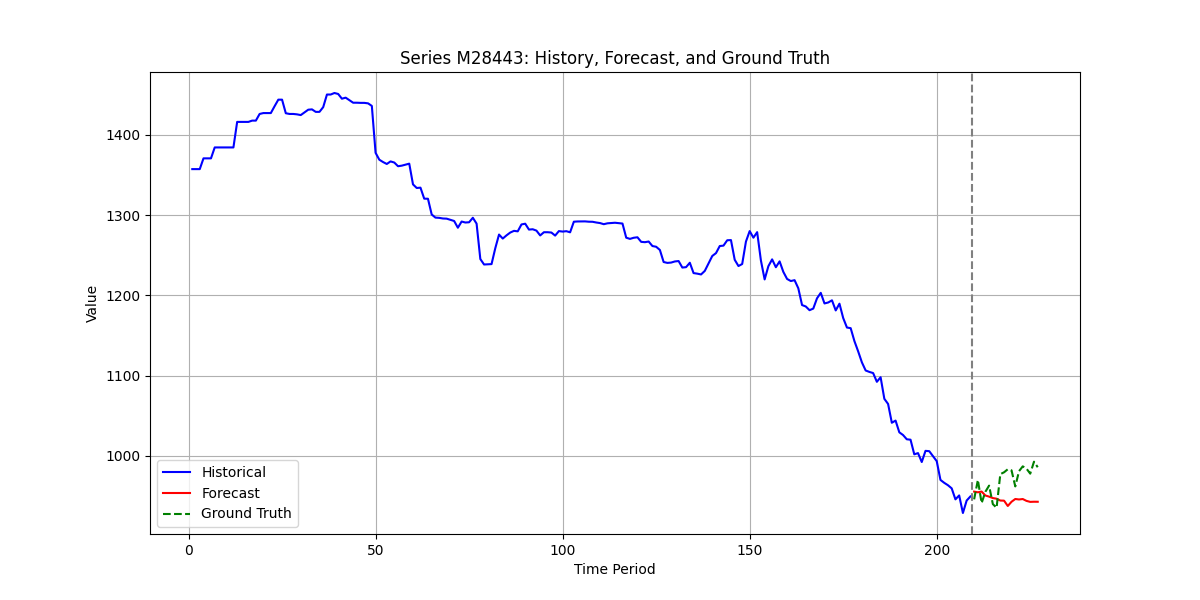 Series M28443: History, Forecast, and Ground Truth
Value
1400
1300
1200
1100
1000
Historical
Forecast
Ground Truth
0
50
100
150
200
Time Period